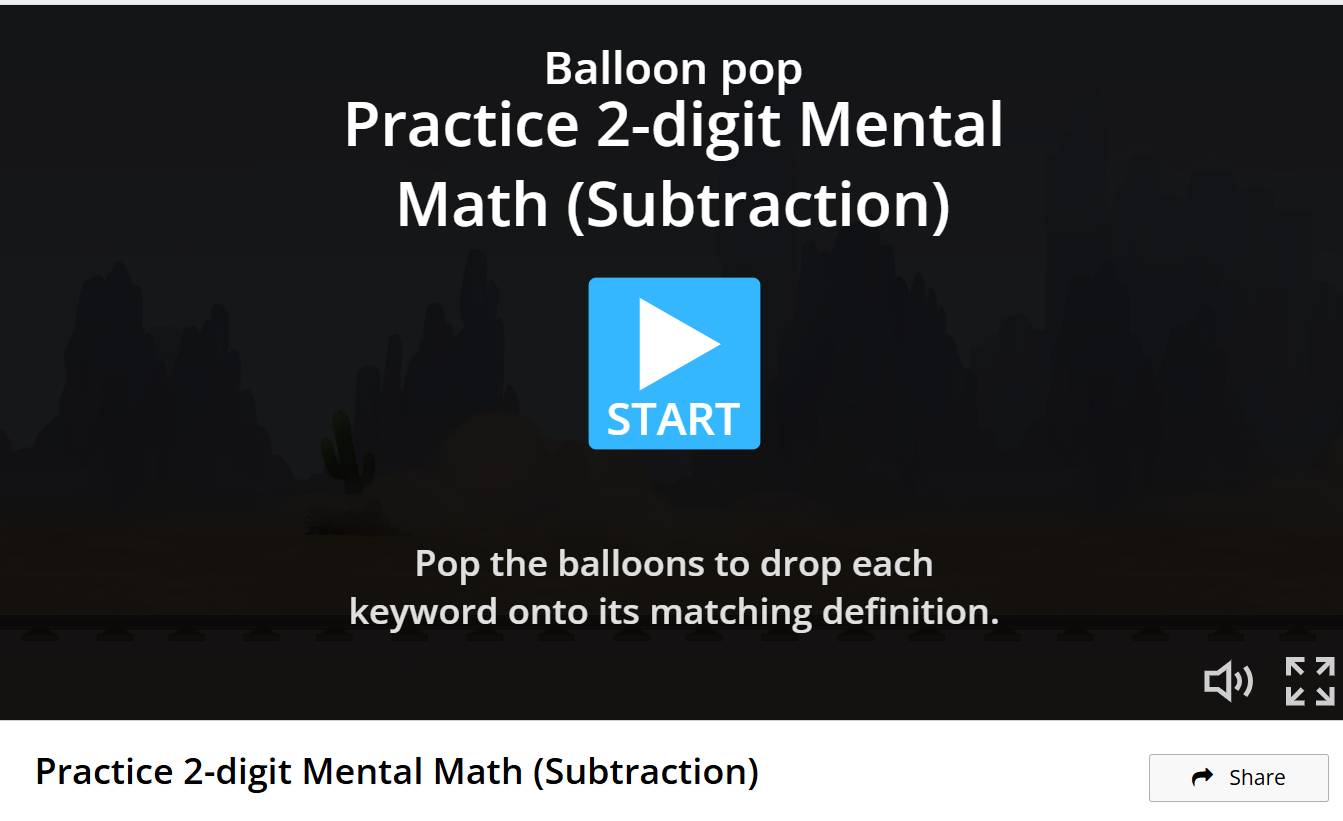 Balloon pop
Practice 2-digit Mental
Math (Subtraction)
START
Pop the balloons to drop each
keyword onto its matching definition.
Practice 2-digit Mental Math (Subtraction)
Share